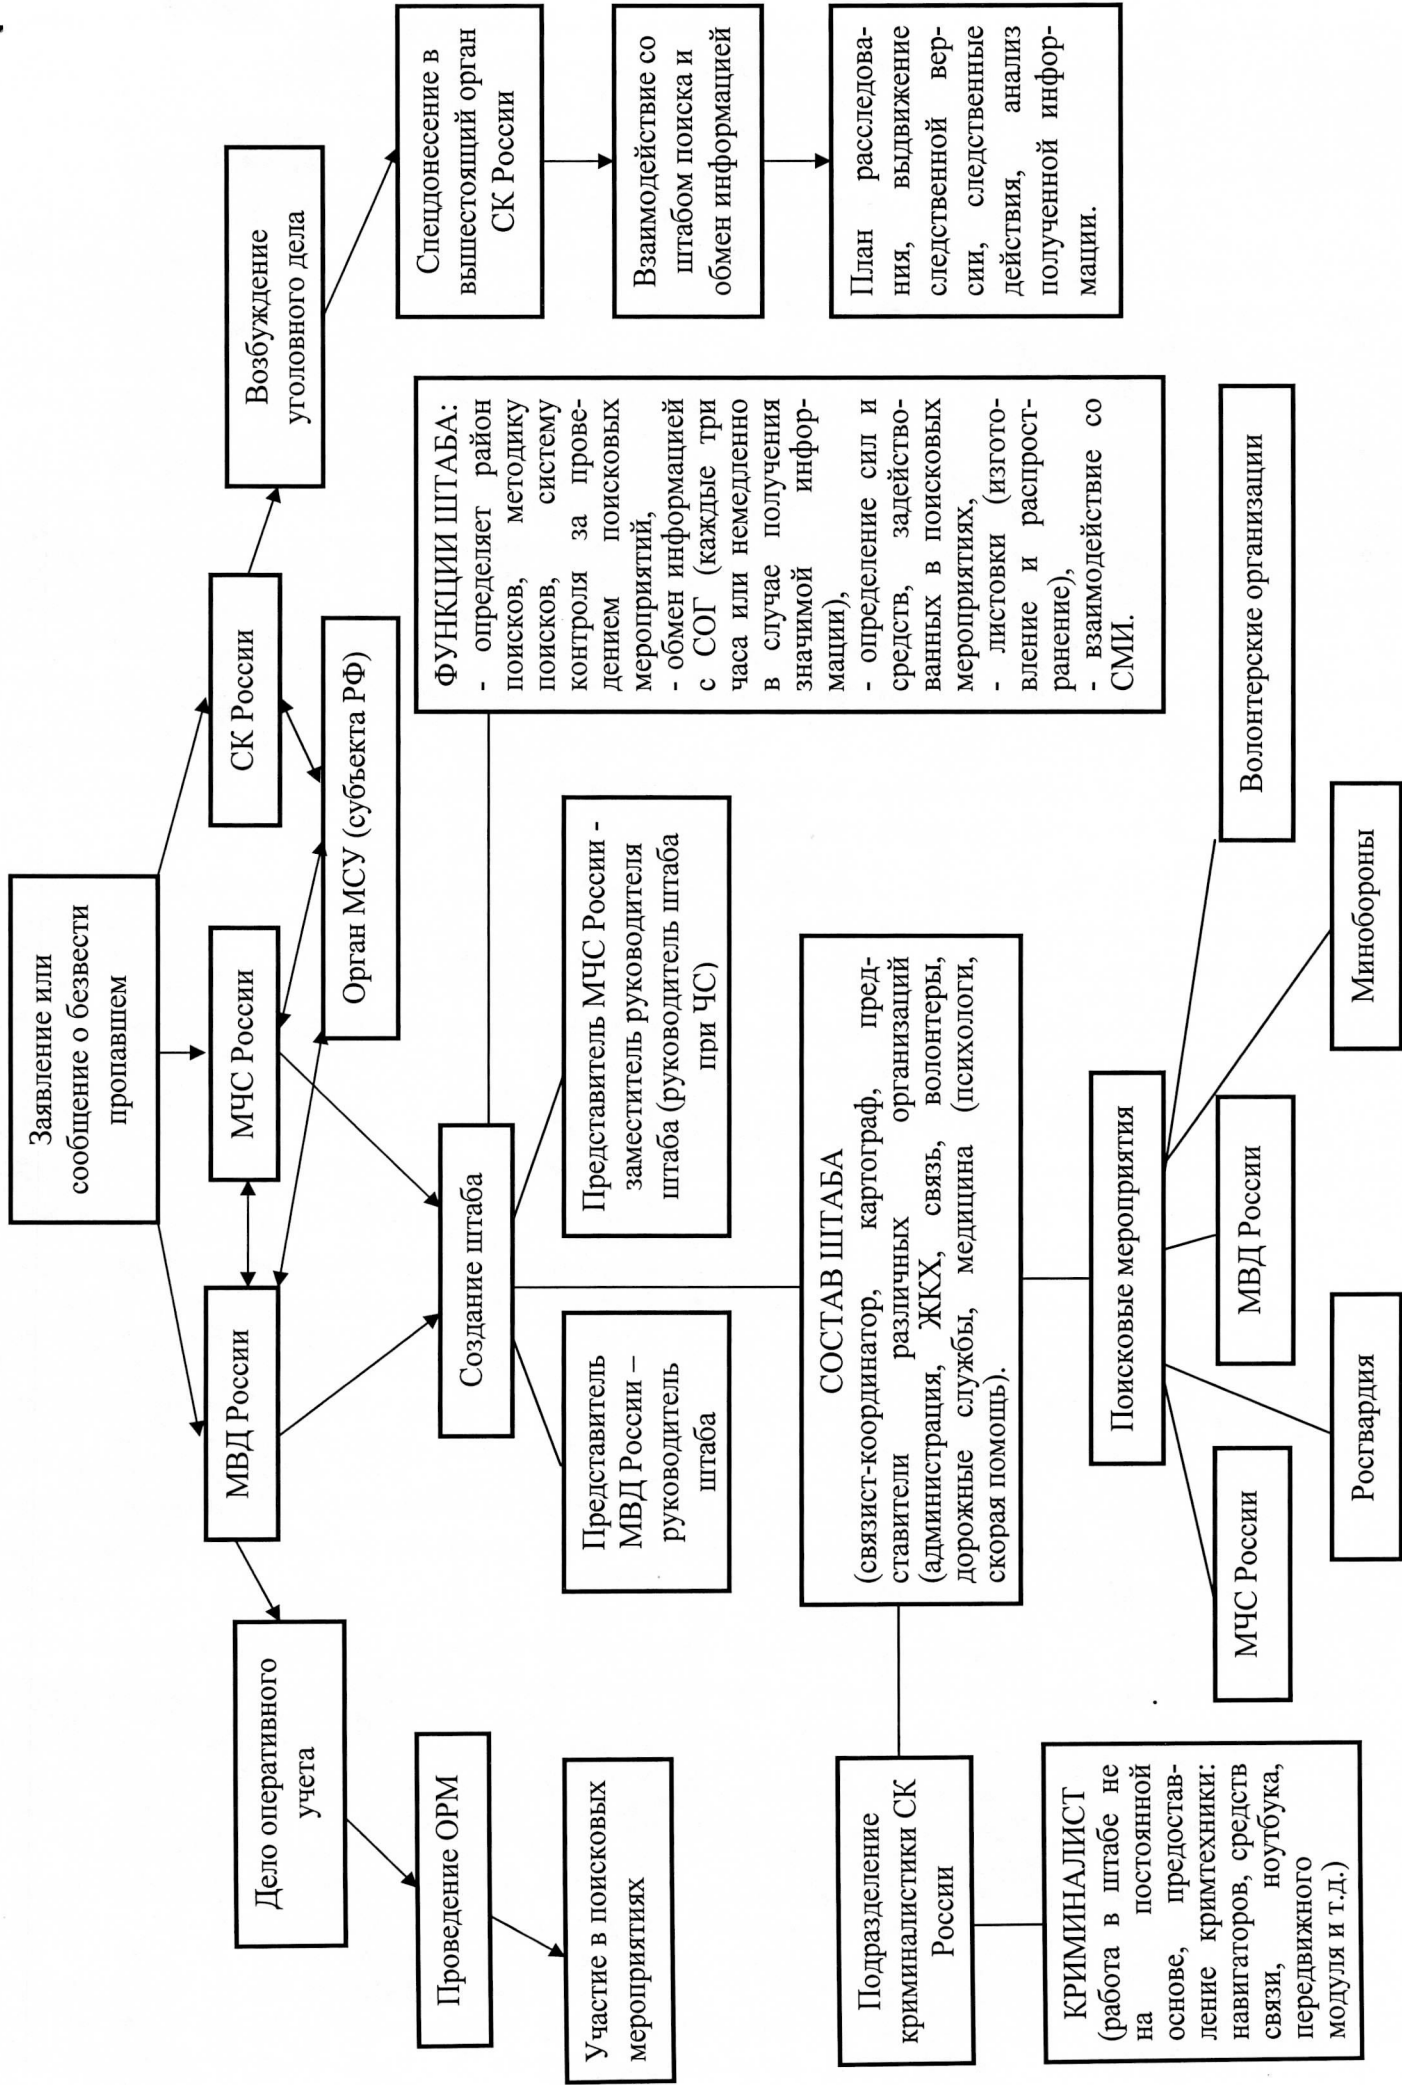 Заявление или
сообщение о безвести
пропавшем
МВД России
МЧС России
СК России
Орган МСУ (субъекта РФ)
Возбуждение
уголовного дела
Дело оперативного
учета
Проведение ОРМ
Участие в поисковых
мероприятиях
Создание штаба
Представитель
МВД России –
руководитель
штаба
Представитель МЧС России -
заместитель руководителя
штаба (руководитель штаба
при ЧС)
ФУНКЦИИ ШТАБА:
- определяет район
поисков, методику
поисков, систему
контроля за прове-
дением поисковых
мероприятий,
- обмен информацией
с СОГ (каждые три
часа или немедленно
в случае получения
значимой инфор-
мации),
- определение сил и
средств, задейство-
ванных в поисковых
мероприятиях,
- листовки (изгото-
вление и распрост-
ранение),
- взаимодействие со
СМИ.
Спецдонесение в
вышестоящий орган
СК России
Взаимодействие со
штабом поиска и
обмен информацией
План расследова-
ния, выдвижение
следственной вер-
сии, следственные
действия, анализ
полученной инфор-
мации.
СОСТАВ ШТАБА
(связист-координатор, картограф, пред-
ставители различных организаций
(администрация, ЖКХ, связь, волонтеры,
дорожные службы, медицина (психологи,
скорая помощь).
Подразделение
криминалистики СК
России
КРИМИНАЛИСТ
(работа в штабе не
на постоянной
основе, предостав-
ление кримтехники:
навигаторов, средств
связи, ноутбука,
передвижного
модуля и т.д.)
Поисковые мероприятия
МЧС России
Росгвардия
МВД России
Минобороны
Волонтерские организации